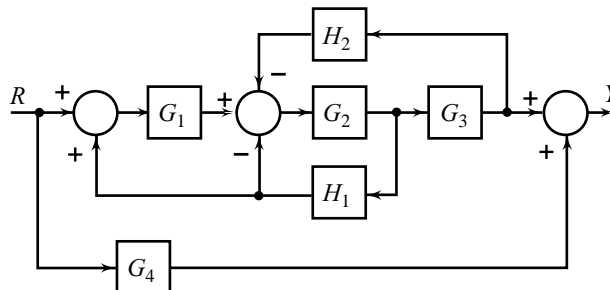 H₂
−
R + G₁ + G₂ G₃ + Y
+ − +
H₁
G₄